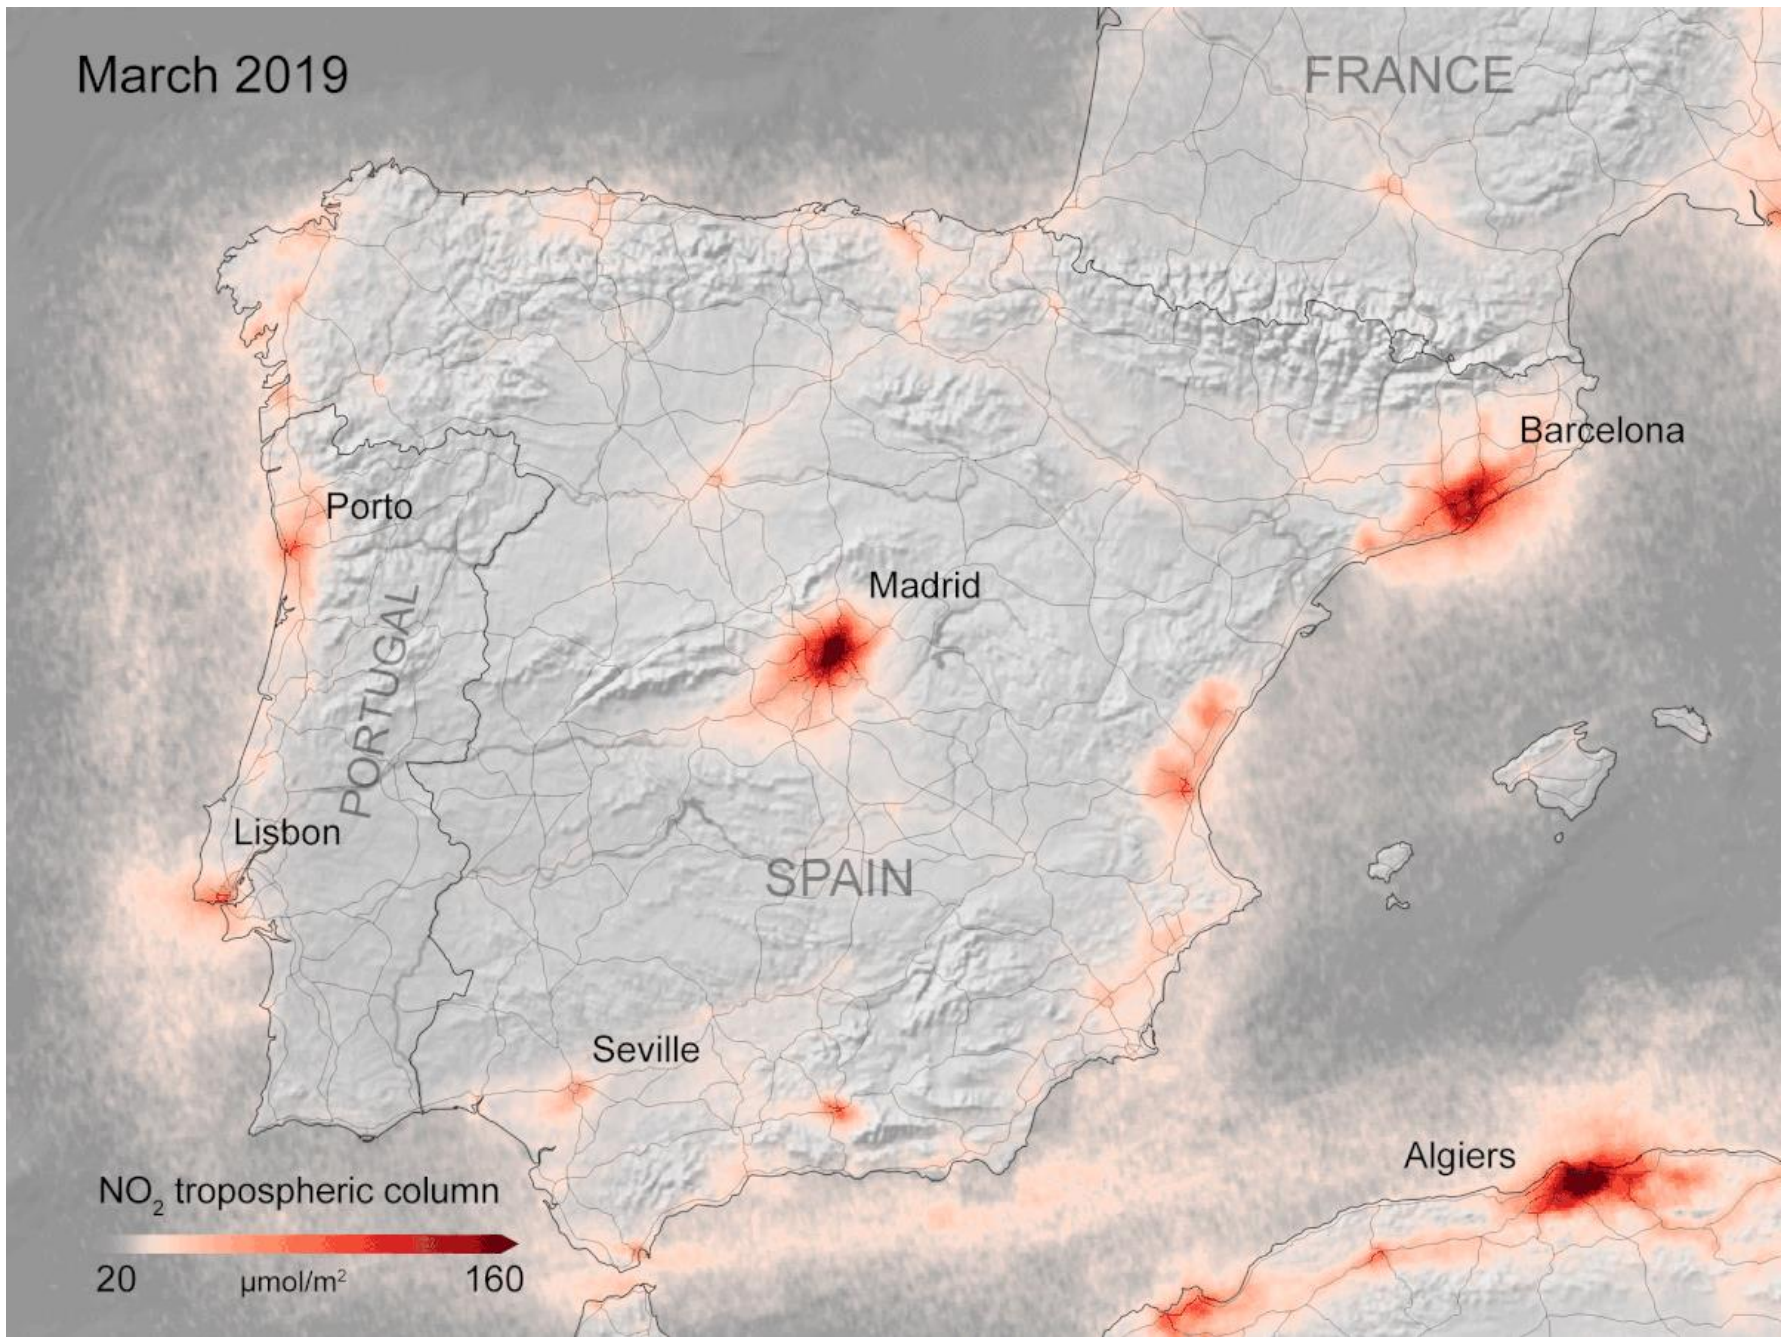 March 2019
FRANCE
Barcelona
Porto
Madrid
PORTUGAL
Lisbon
SPAIN
Seville
Algiers
NO₂ tropospheric column
20 µmol/m² 160